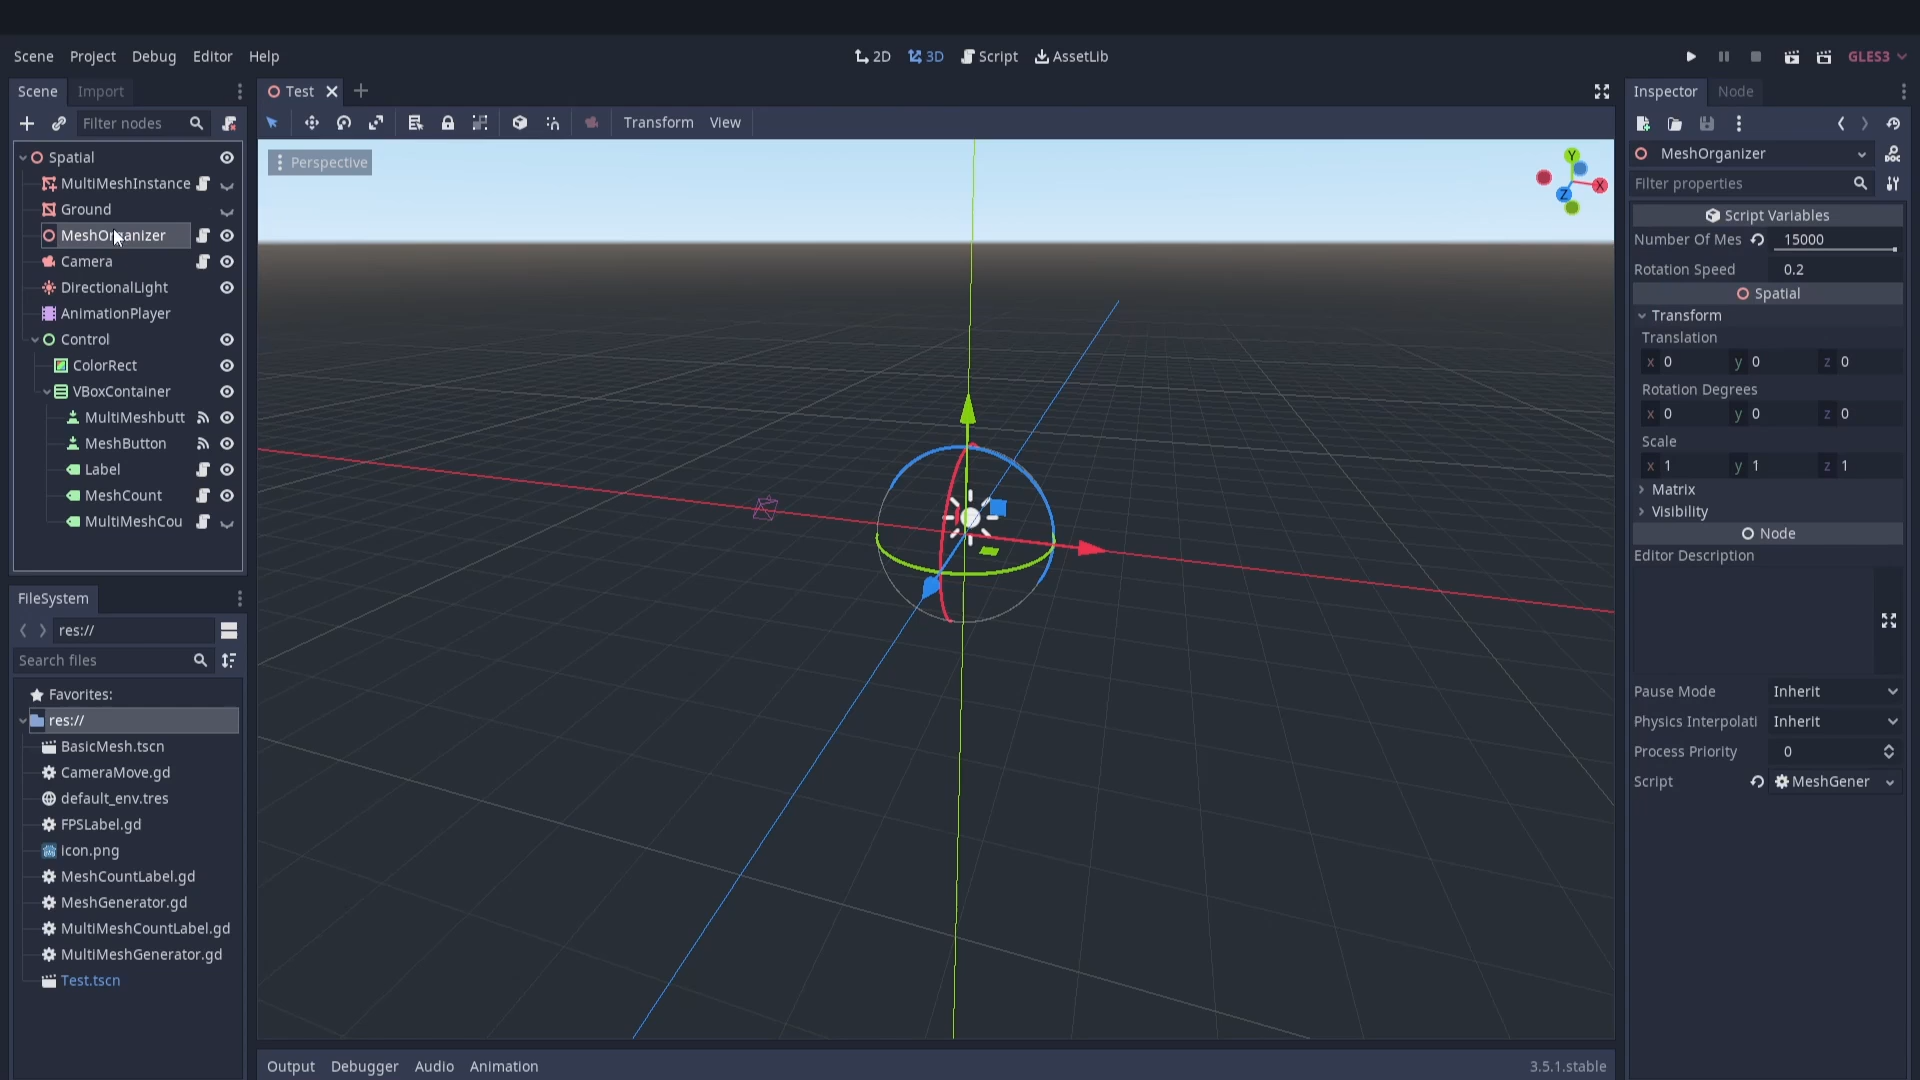 Scene Project Debug Editor Help
2D 3D Script AssetLib
GLES3
Scene Import
Test
Inspector Node
Filter nodes
Transform View
Spatial
MultiMeshInstance
Ground
MeshOrganizer
Camera
DirectionalLight
AnimationPlayer
Control
ColorRect
VBoxContainer
MultiMeshbutt
MeshButton
Label
MeshCount
MultiMeshCou
FileSystem
res://
Search files
Favorites:
res://
BasicMesh.tscn
CameraMove.gd
default_env.tres
FPSLabel.gd
icon.png
MeshCountLabel.gd
MeshGenerator.gd
MultiMeshCountLabel.gd
MultiMeshGenerator.gd
Test.tscn
Perspective
Y
X
Z
Output Debugger Audio Animation
3.5.1.stable
MeshOrganizer
Filter properties
Script Variables
Number Of Mes 15000
Rotation Speed 0.2
Spatial
Transform
Translation
x 0 y 0 z 0
Rotation Degrees
x 0 y 0 z 0
Scale
x 1 y 1 z 1
Matrix
Visibility
Node
Editor Description
Pause Mode Inherit
Physics Interpolati Inherit
Process Priority 0
Script MeshGener